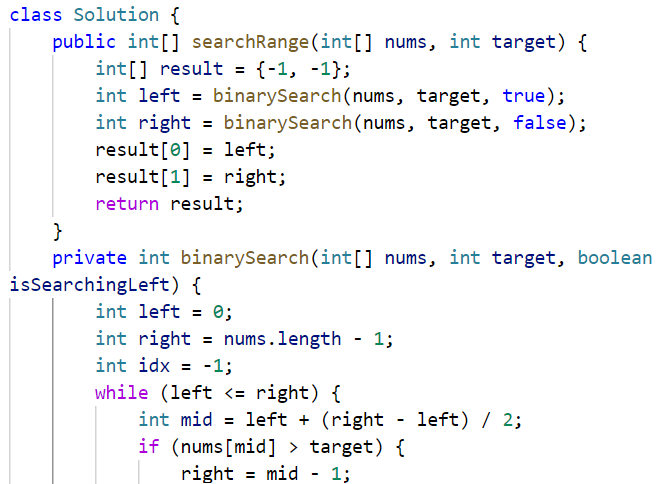 class Solution {
    public int[] searchRange(int[] nums, int target) {
        int[] result = {-1, -1};
        int left = binarySearch(nums, target, true);
        int right = binarySearch(nums, target, false);
        result[0] = left;
        result[1] = right;
        return result;
    }
    private int binarySearch(int[] nums, int target, boolean
isSearchingLeft) {
        int left = 0;
        int right = nums.length - 1;
        int idx = -1;
        while (left <= right) {
            int mid = left + (right - left) / 2;
            if (nums[mid] > target) {
                right = mid - 1;